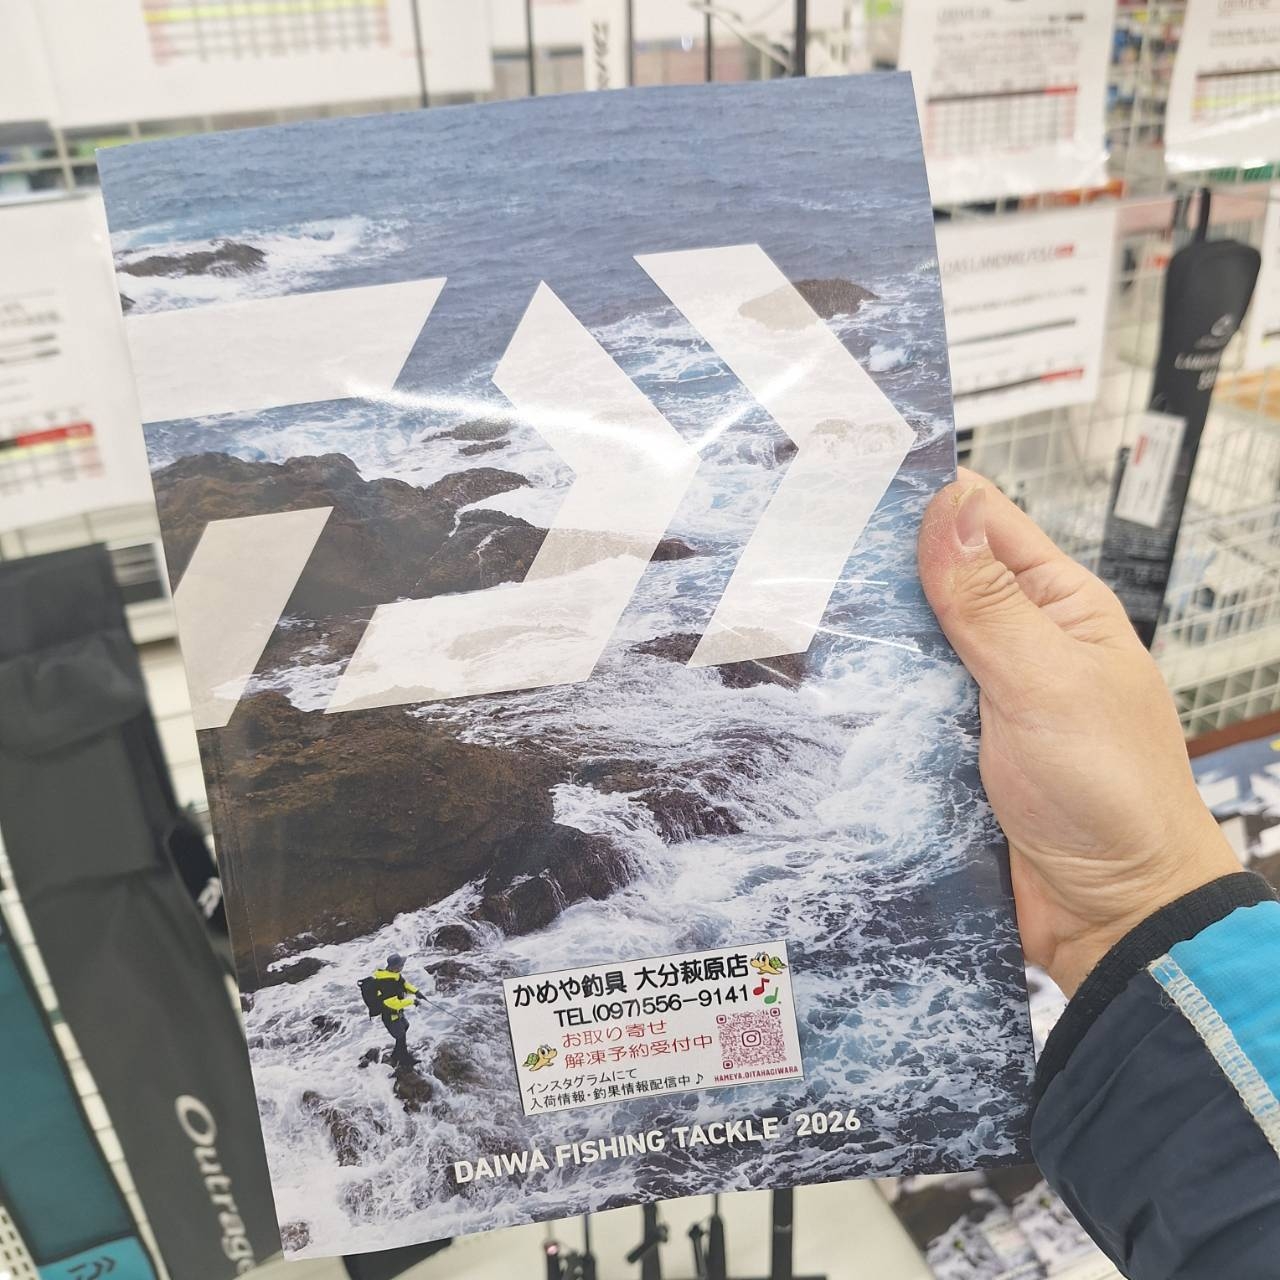 かめや釣具 大分萩原店
TEL(097)556-9141
お取り寄せ
解凍予約受付中
インスタグラムにて
入荷情報・釣果情報配信中♪
KAMEYA.OITAHAGIWARA
DAIWA FISHING TACKLE 2026
Outrage